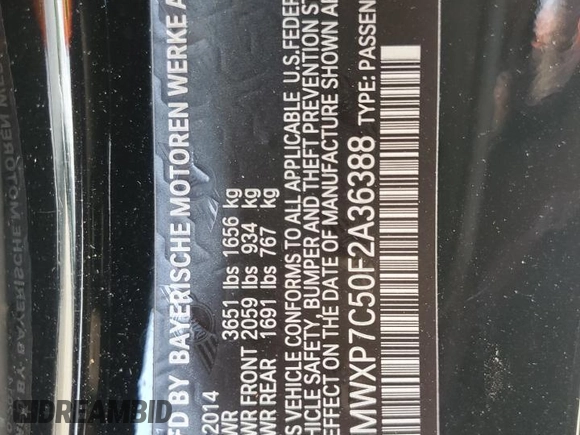 FD BY BAYERISCHE MOTOREN WERKE A
2014
WR 3651 lbs 1656 kg
WR FRONT 2059 lbs 934 kg
WR REAR 1691 lbs 767 kg
S VEHICLE CONFORMS TO ALL APPLICABLE U.S.FEDER
VEHICLE SAFETY, BUMPER AND THEFT PREVENTION ST
EFFECT ON THE DATE OF MANUFACTURE SHOWN AB
MWXP7C50F2A36388 TYPE: PASSEN
DREAMBID